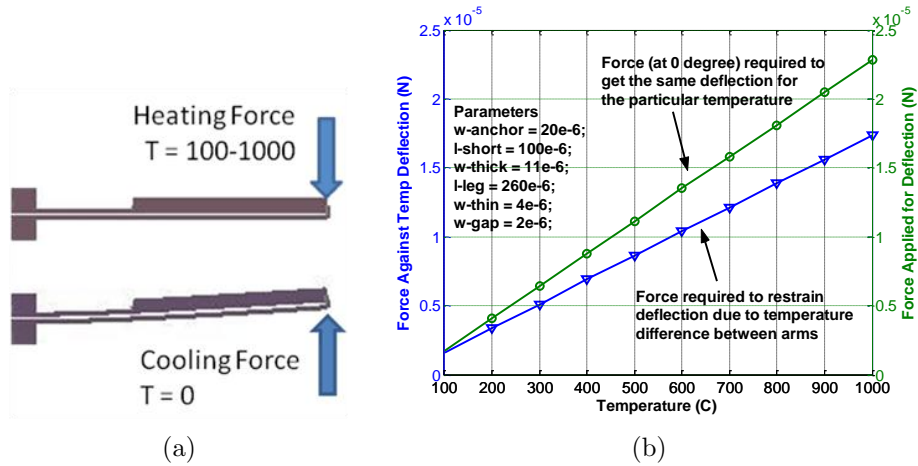 Heating Force
T = 100-1000
Cooling Force
T = 0
(a)
x 10^-5
x 10^-5
2.5
2
1.5
1
0.5
0
Force Against Temp Deflection (N)
Force (at 0 degree) required to
get the same deflection for
the particular temperature
Parameters
w-anchor = 20e-6;
l-short = 100e-6;
w-thick = 11e-6;
l-leg = 260e-6;
w-thin = 4e-6;
w-gap = 2e-6;
Force required to restrain
deflection due to temperature
difference between arms
2.5
2
1.5
1
0.5
0
Force Applied for Deflection (N)
100 200 300 400 500 600 700 800 900 1000
Temperature (C)
(b)